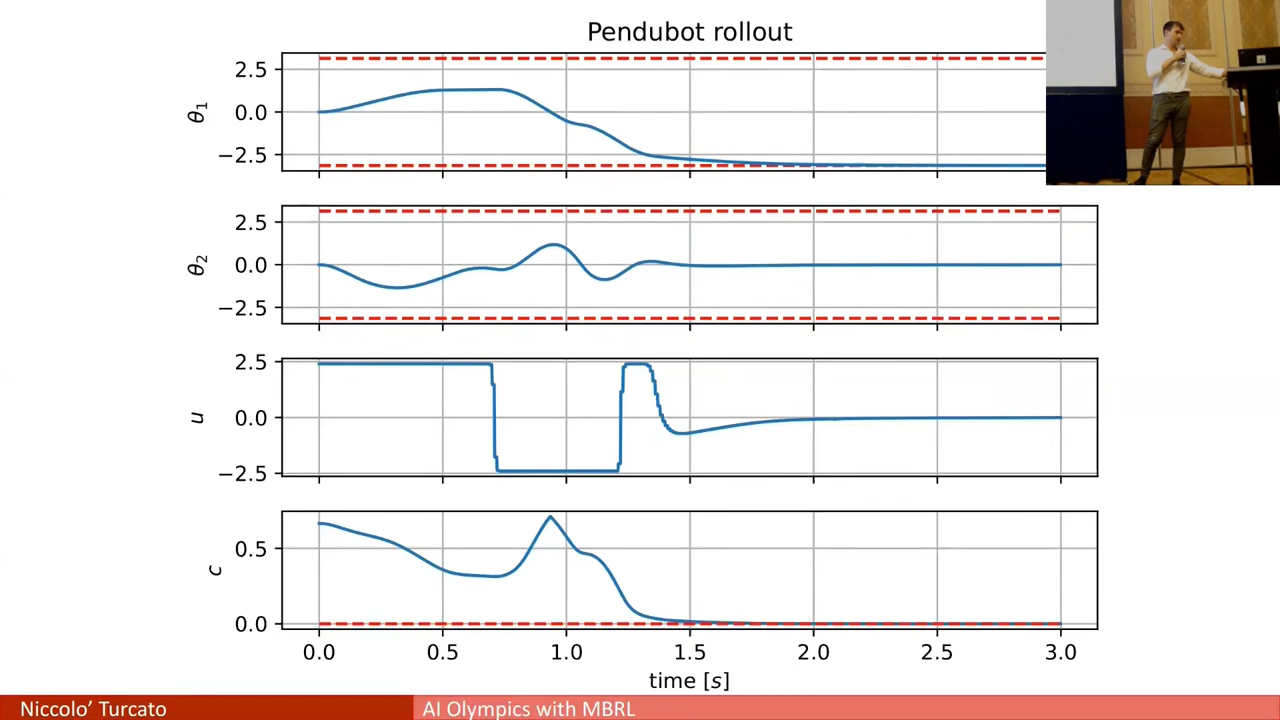 Pendubot rollout
2.5
0.0
−2.5
θ1
2.5
0.0
−2.5
θ2
2.5
0.0
−2.5
u
0.5
0.0
c
0.0 0.5 1.0 1.5 2.0 2.5 3.0
time [s]
Niccolo’ Turcato AI Olympics with MBRL